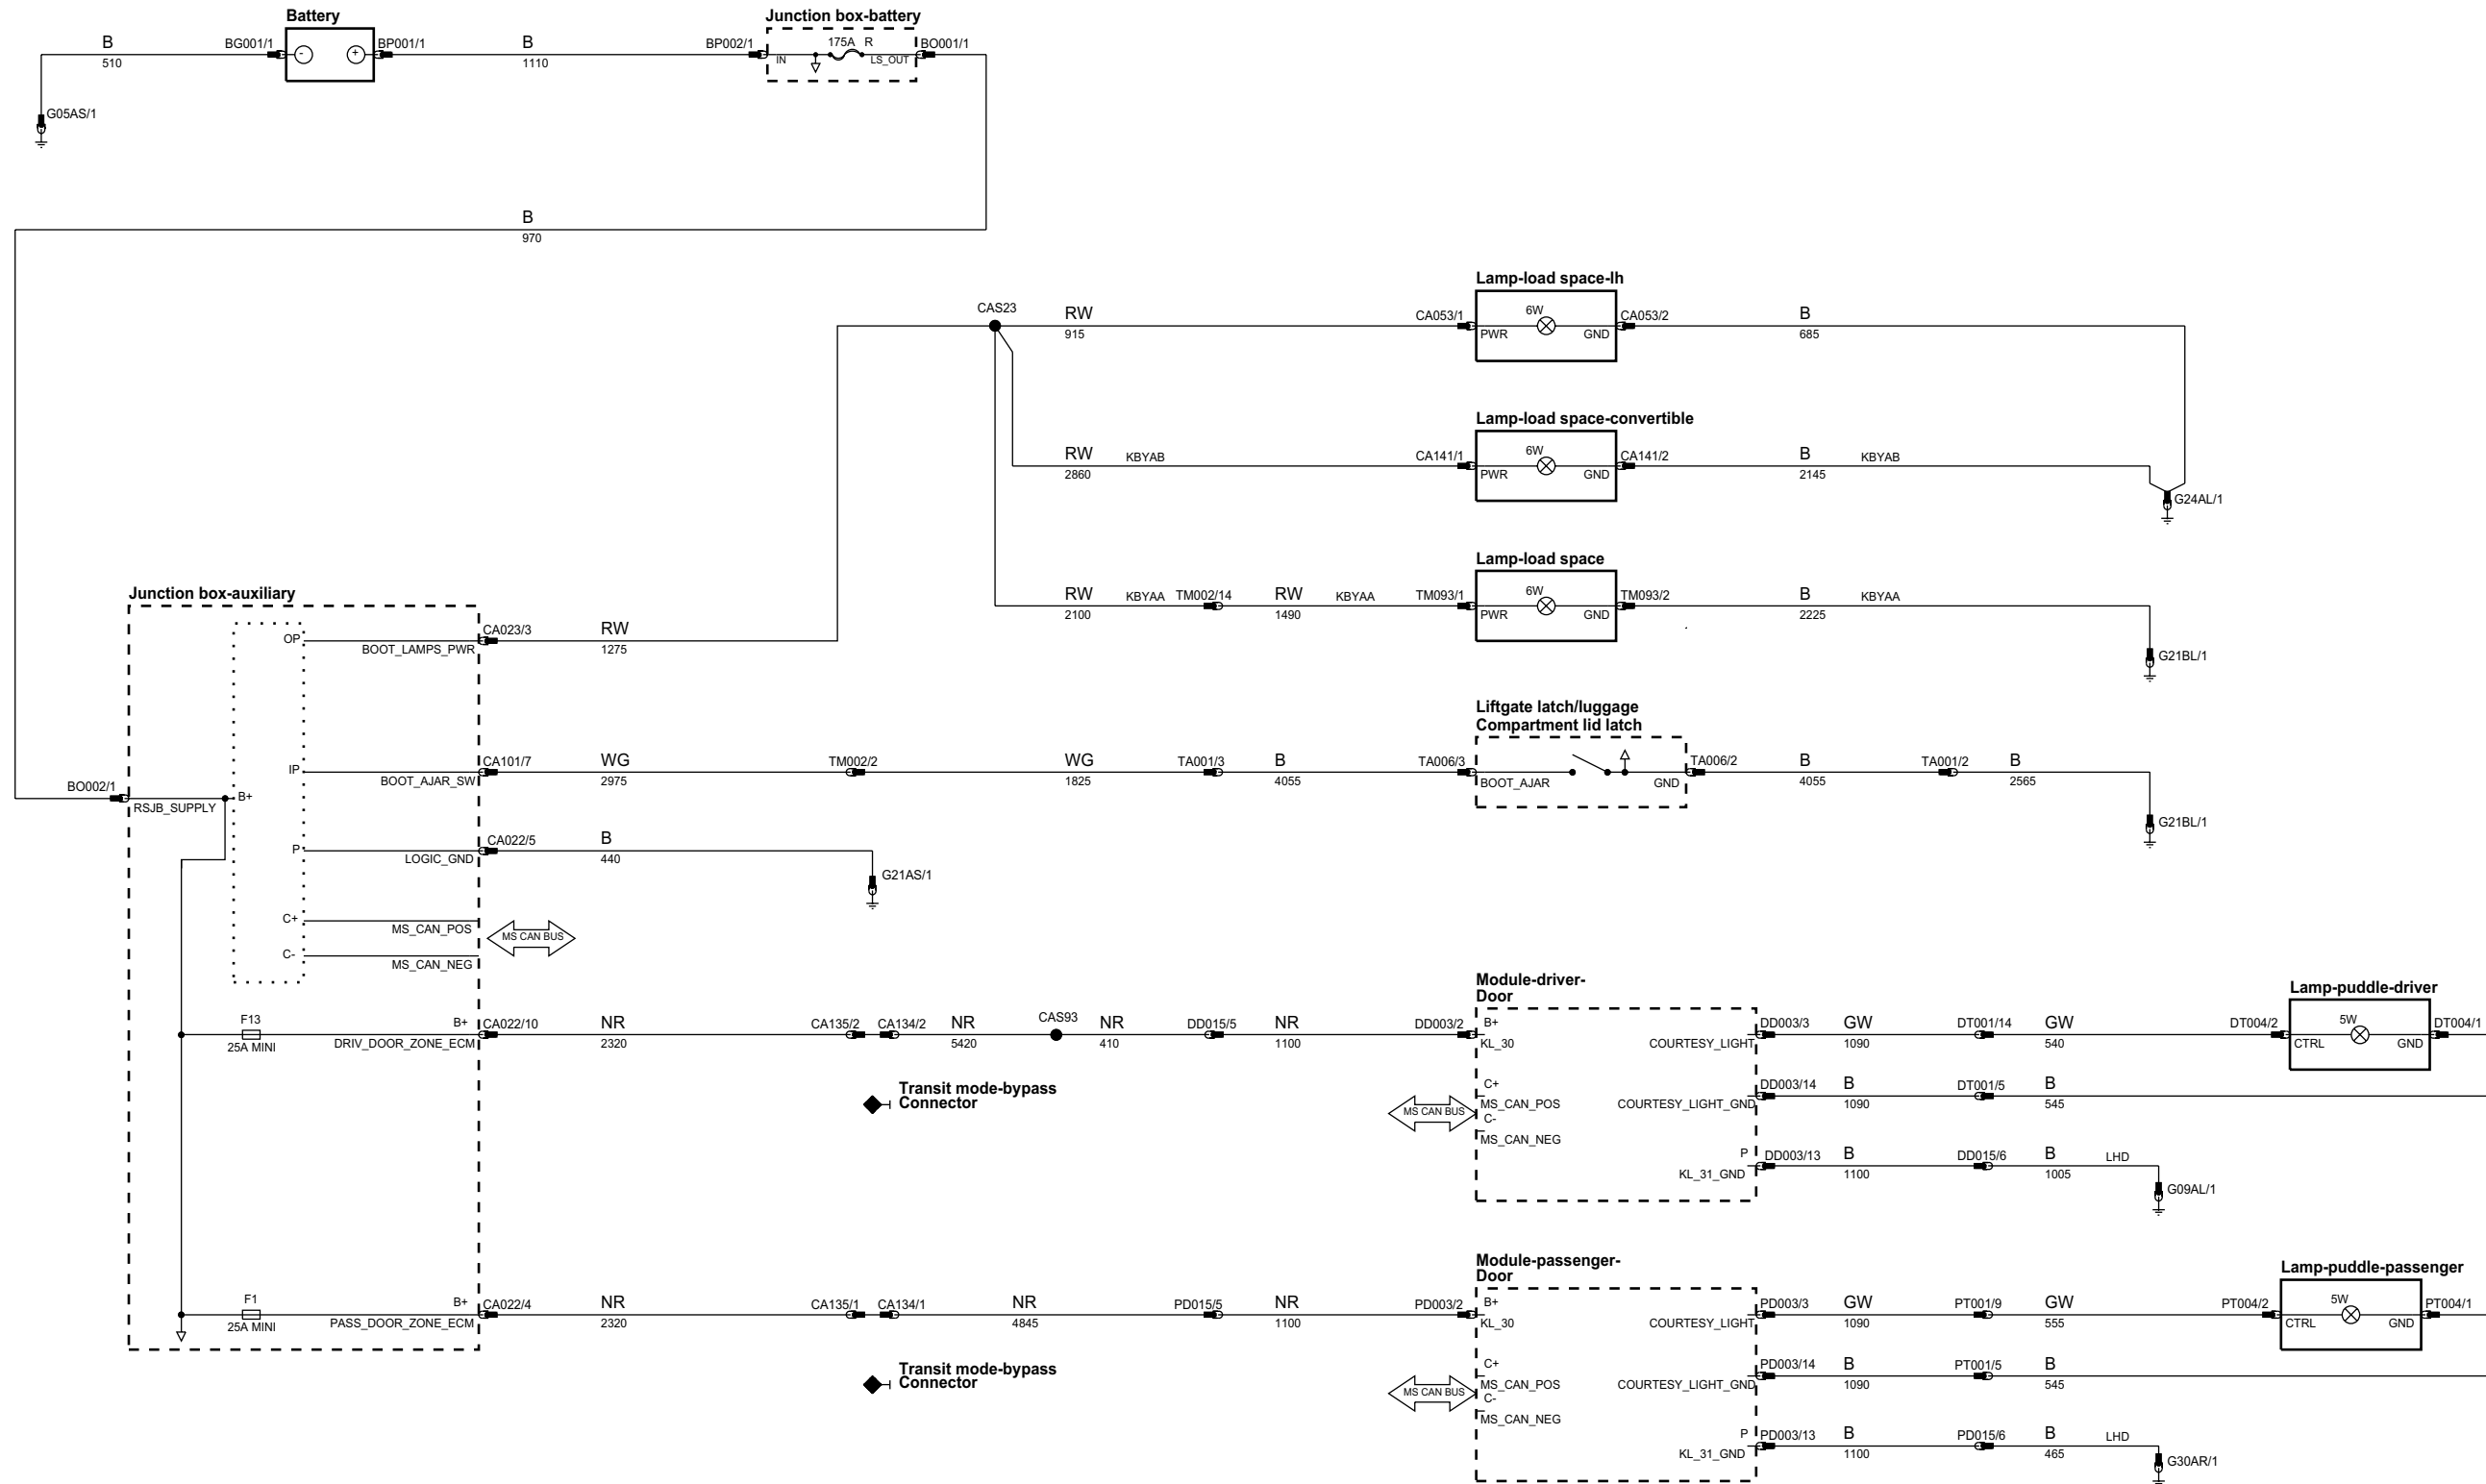 Battery
Junction box-battery
B
510
BG001/1
-
+
BP001/1
B
1110
BP002/1
175A R
IN
LS_OUT
BO001/1
G05AS/1
B
970
Lamp-load space-lh
CAS23
RW
915
CA053/1
6W
PWR
GND
CA053/2
B
685
Lamp-load space-convertible
RW
2860
KBYAB
CA141/1
6W
PWR
GND
CA141/2
B
2145
KBYAB
G24AL/1
Lamp-load space
RW
2100
KBYAA
TM002/14
RW
1490
KBYAA
TM093/1
6W
PWR
GND
TM093/2
B
2225
KBYAA
G21BL/1
Junction box-auxiliary
OP
BOOT_LAMPS_PWR
CA023/3
RW
1275
Liftgate latch/luggage
Compartment lid latch
IP
BOOT_AJAR_SW
CA101/7
WG
2975
TM002/2
WG
1825
TA001/3
B
4055
TA006/3
BOOT_AJAR
GND
TA006/2
B
4055
TA001/2
B
2565
G21BL/1
BO002/1
RSJB_SUPPLY
B+
P
LOGIC_GND
CA022/5
B
440
G21AS/1
C+
MS_CAN_POS
C-
MS_CAN_NEG
MS CAN BUS
Module-driver-
Door
Lamp-puddle-driver
F13
25A MINI
B+
DRIV_DOOR_ZONE_ECM
CA022/10
NR
2320
CA135/2
CA134/2
NR
5420
CAS93
NR
410
DD015/5
NR
1100
DD003/2
B+
KL_30
COURTESY_LIGHT
DD003/3
GW
1090
DT001/14
GW
540
DT004/2
5W
CTRL
GND
DT004/1
Transit mode-bypass
Connector
MS CAN BUS
C+
MS_CAN_POS
C-
MS_CAN_NEG
COURTESY_LIGHT_GND
DD003/14
B
1090
DT001/5
B
545
P
KL_31_GND
DD003/13
B
1100
DD015/6
B
1005
LHD
G09AL/1
Module-passenger-
Door
Lamp-puddle-passenger
F1
25A MINI
B+
PASS_DOOR_ZONE_ECM
CA022/4
NR
2320
CA135/1
CA134/1
NR
4845
PD015/5
NR
1100
PD003/2
B+
KL_30
COURTESY_LIGHT
PD003/3
GW
1090
PT001/9
GW
555
PT004/2
5W
CTRL
GND
PT004/1
Transit mode-bypass
Connector
MS CAN BUS
C+
MS_CAN_POS
C-
MS_CAN_NEG
COURTESY_LIGHT_GND
PD003/14
B
1090
PT001/5
B
545
P
KL_31_GND
PD003/13
B
1100
PD015/6
B
465
LHD
G30AR/1